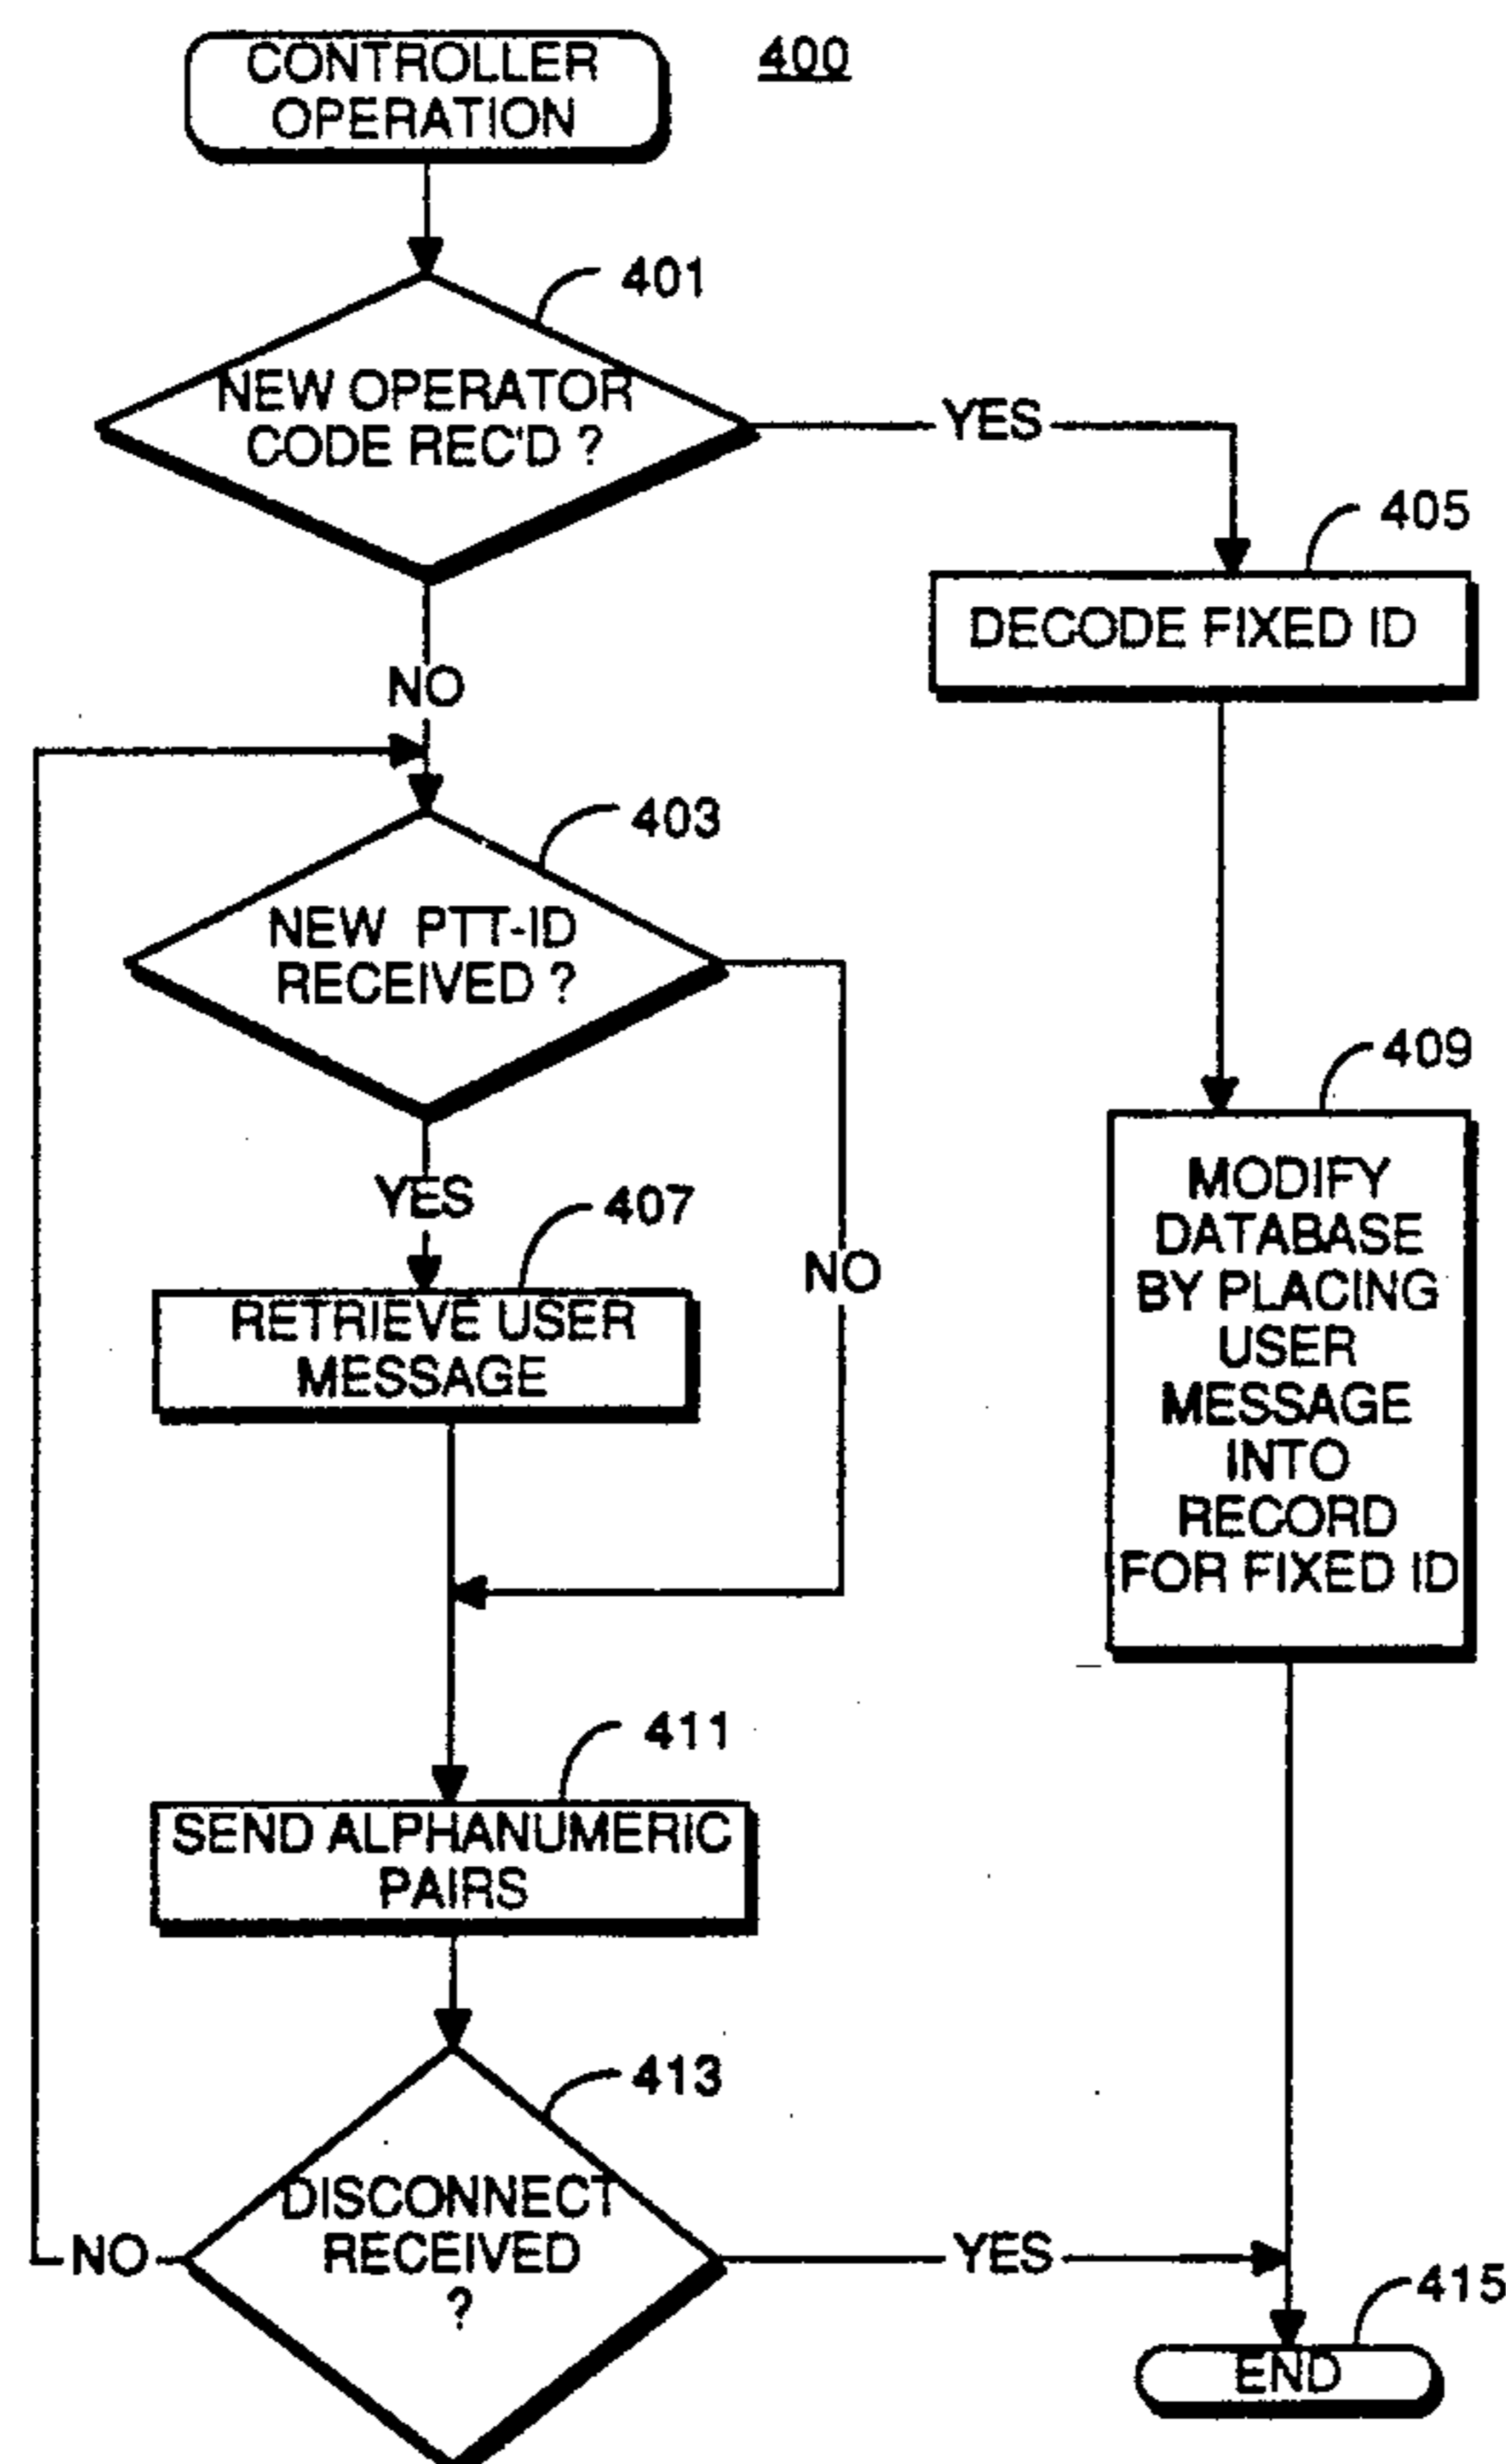 CONTROLLER
OPERATION
400
401
NEW OPERATOR
CODE REC'D ?
YES
405
DECODE FIXED ID
NO
403
NEW PTT-ID
RECEIVED ?
409
YES
407
NO
RETRIEVE USER
MESSAGE
MODIFY
DATABASE
BY PLACING
USER
MESSAGE
INTO
RECORD
FOR FIXED ID
411
SEND ALPHANUMERIC
PAIRS
413
DISCONNECT
RECEIVED
?
NO
YES
415
END